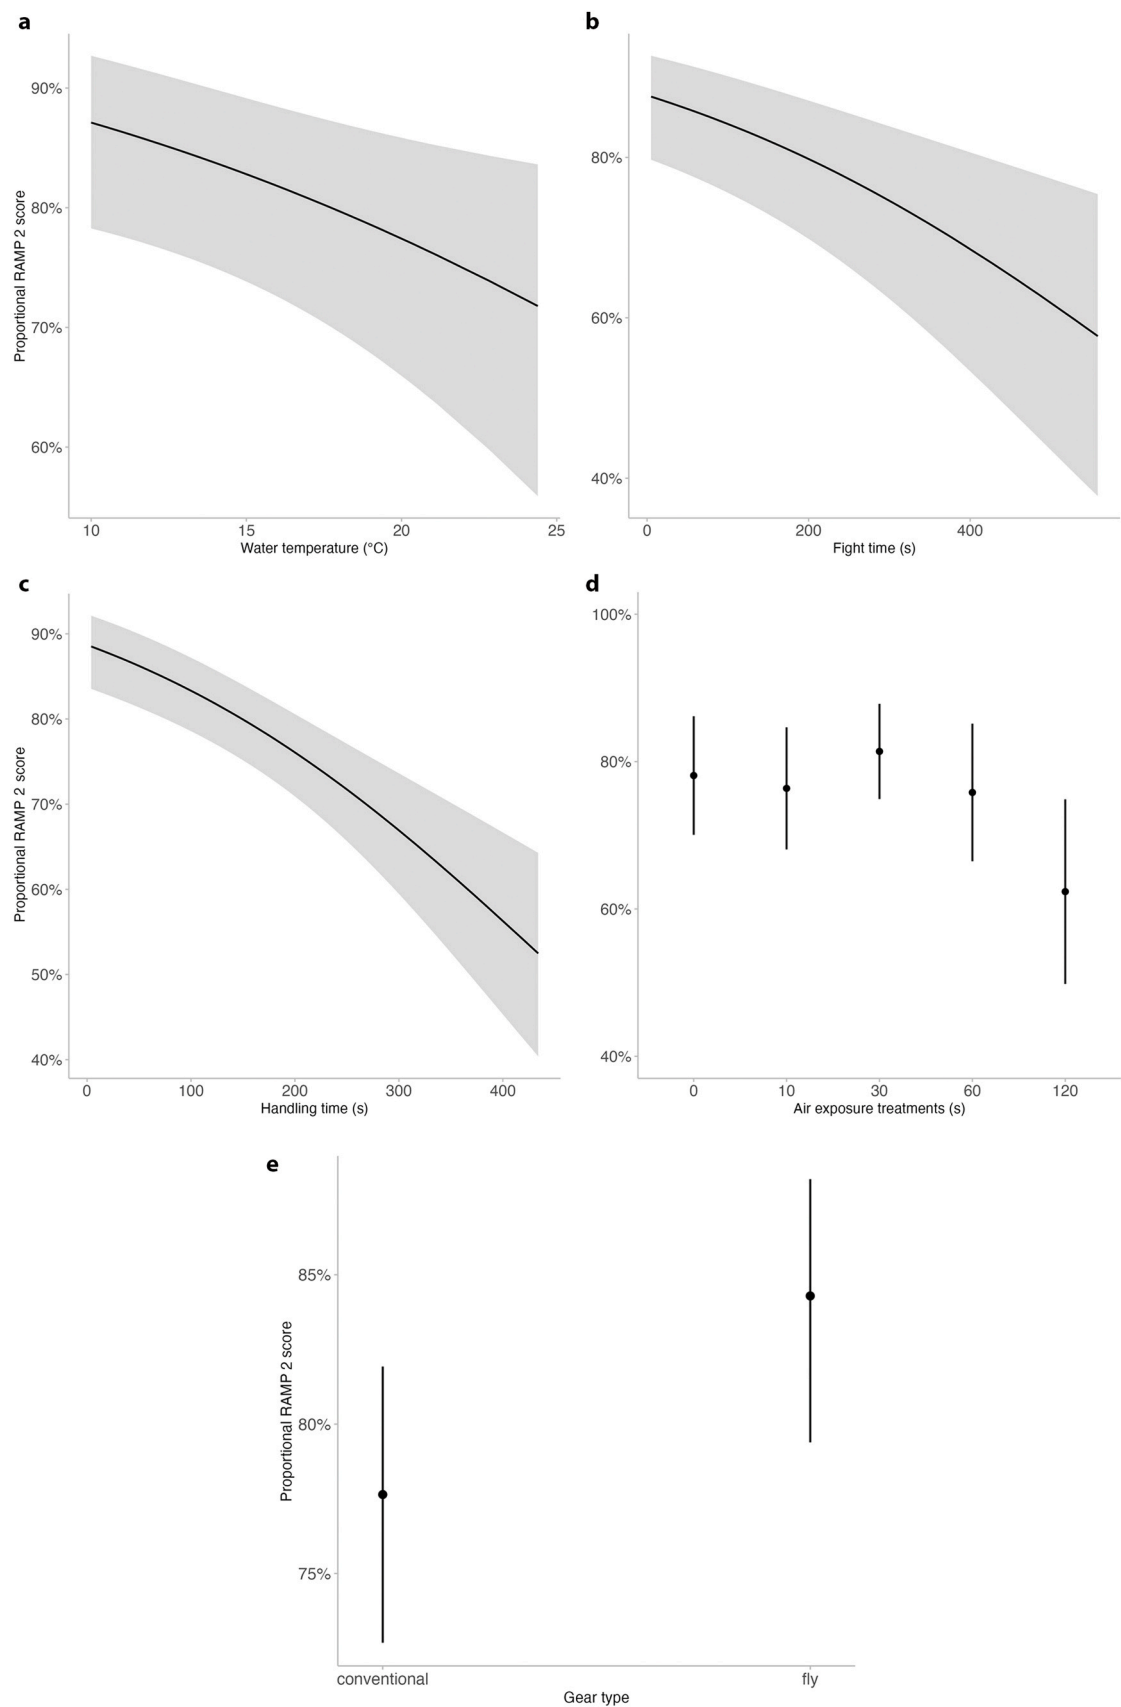 a
90%
80%
70%
60%
Proportional RAMP 2 score
10 15 20 25
Water temperature (°C)
b
80%
60%
40%
0 200 400
Fight time (s)
c
90%
80%
70%
60%
50%
40%
Proportional RAMP 2 score
0 100 200 300 400
Handling time (s)
d
100%
80%
60%
40%
0 10 30 60 120
Air exposure treatments (s)
e
85%
80%
75%
Proportional RAMP 2 score
conventional fly
Gear type